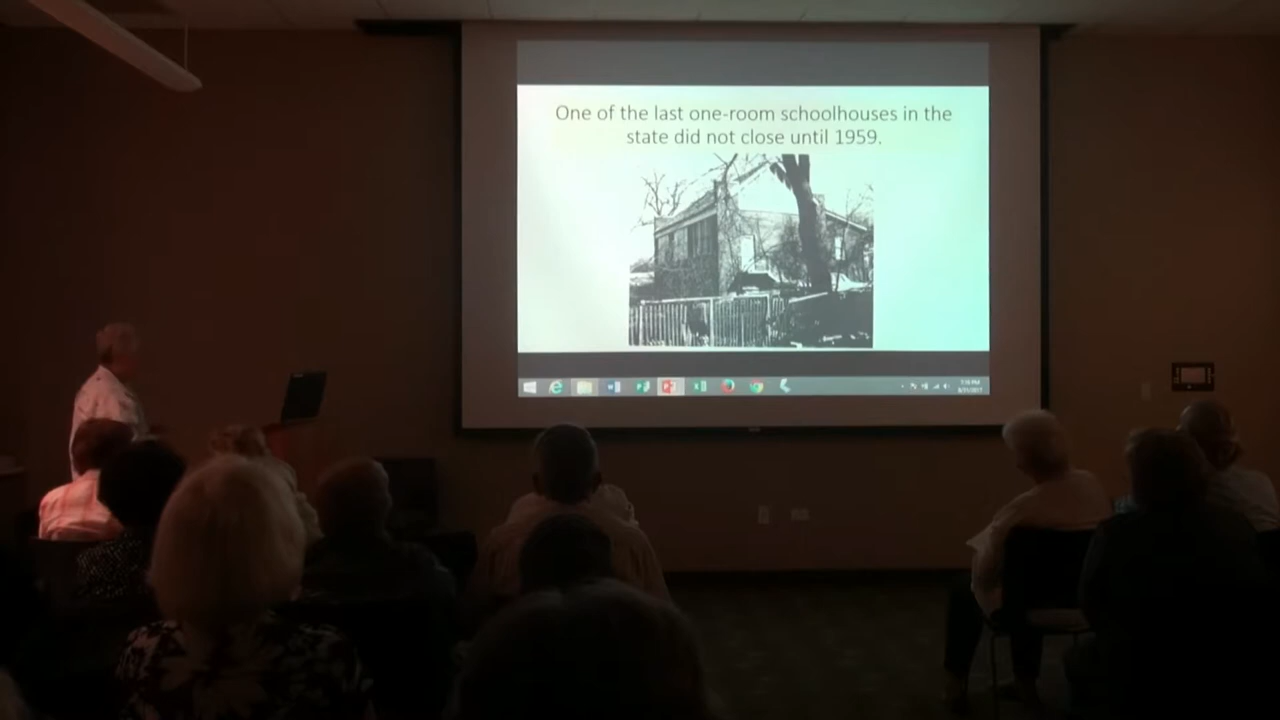 One of the last one-room schoolhouses in the
state did not close until 1959.